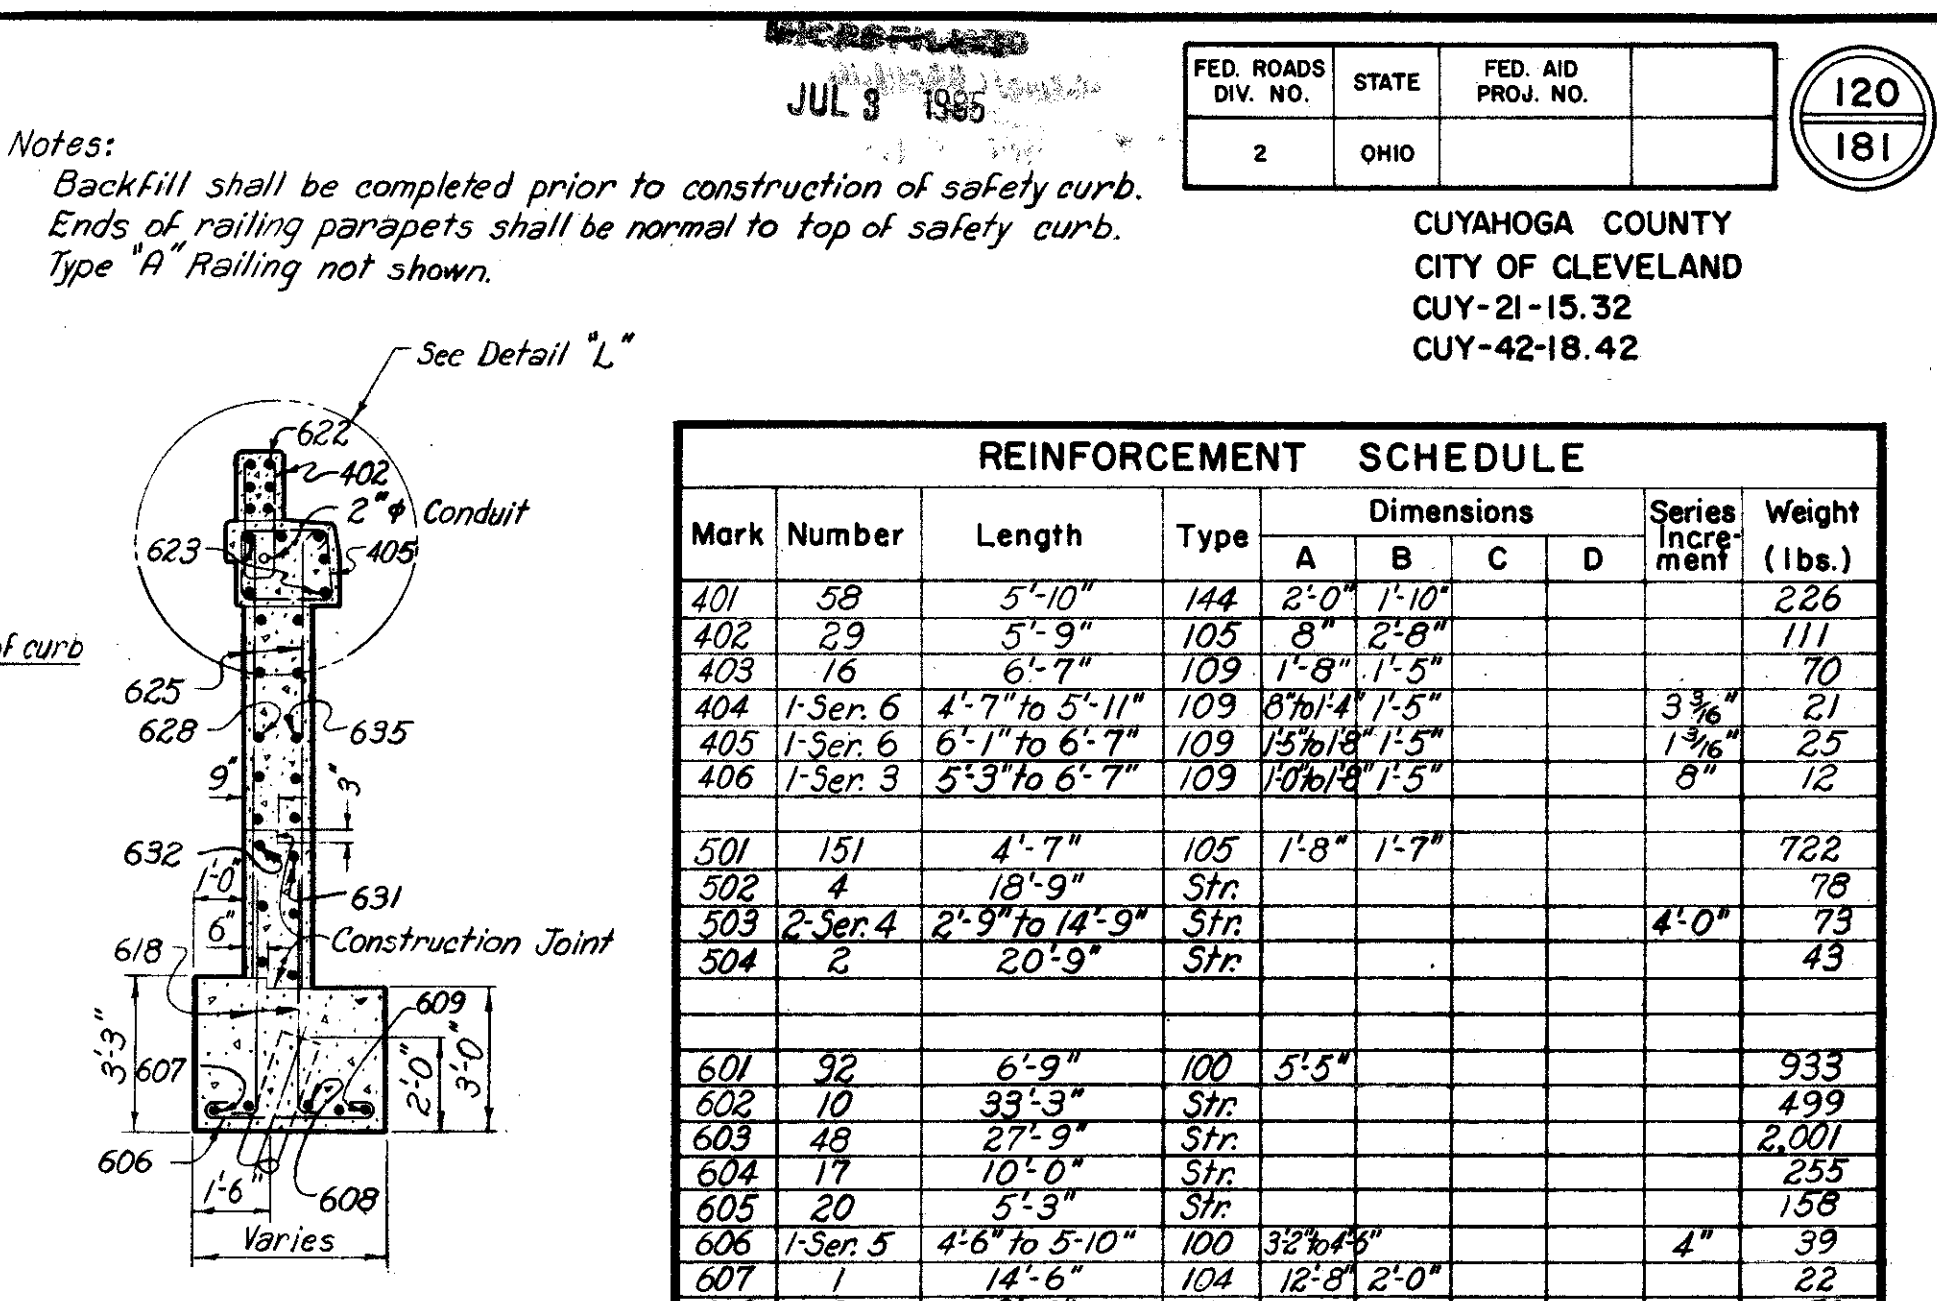 JUL 3 1985
FED. ROADS DIV. NO. STATE FED. AID PROJ. NO.
2 OHIO
120
181
Notes:
Backfill shall be completed prior to construction of safety curb.
Ends of railing parapets shall be normal to top of safety curb.
Type "A" Railing not shown.
CUYAHOGA COUNTY
CITY OF CLEVELAND
CUY-21-15.32
CUY-42-18.42
See Detail "L"
622
402
2"φ Conduit
623
405
of curb
625
628
635
9"
3"
632
1'-0"
631
6"
Construction Joint
618
609
3'-3"
607
2'-0"
3'-0"
606
1'-6"
608
Varies
REINFORCEMENT SCHEDULE
Mark Number Length Type Dimensions Series Incre- ment Weight (lbs.)
A B C D
401 58 5'-10" 144 2'-0" 1'-10" 226
402 29 5'-9" 105 8" 2'-8" 111
403 16 6'-7" 109 1'-8" 1'-5" 70
404 1-Ser. 6 4'-7" to 5'-11" 109 8"to1'-4" 1'-5" 3 3/16" 21
405 1-Ser. 6 6'-1" to 6'-7" 109 1'5"to1'8" 1'-5" 1 3/16" 25
406 1-Ser. 3 5'-3" to 6'-7" 109 1'-0"to1'-8" 1'-5" 8" 12
501 151 4'-7" 105 1'-8" 1'-7" 722
502 4 18'-9" Str. 78
503 2-Ser. 4 2'-9" to 14'-9" Str. 4'-0" 73
504 2 20'-9" Str. 43
601 92 6'-9" 100 5'-5" 933
602 10 33'-3" Str. 499
603 48 27'-9" Str. 2,001
604 17 10'-0" Str. 255
605 20 5'-3" Str. 158
606 1-Ser. 5 4'-6" to 5'-10" 100 3'-2"to4'-6" 4" 39
607 1 14'-6" 104 12'-8" 2'-0" 22